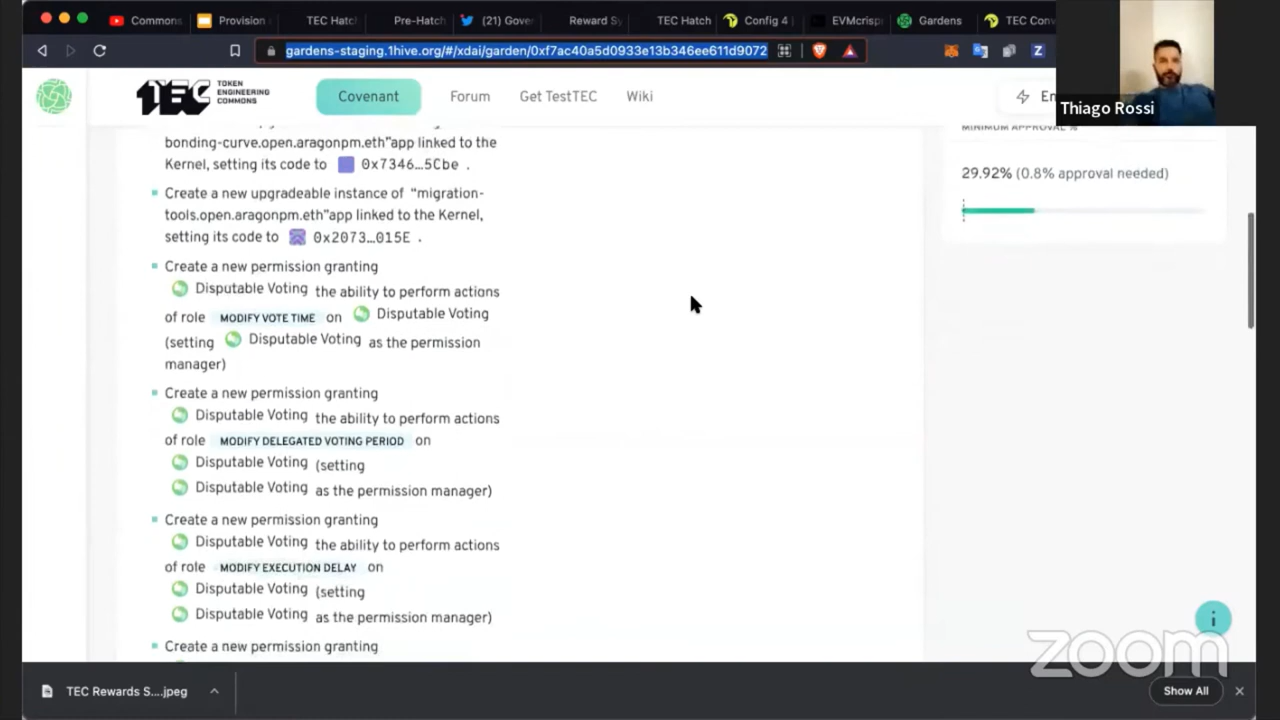 Commons
Provision
TEC Hatc
Pre-Hatch
(21) Gover
Reward Sy
TEC Hatch
Config 4
EVMcrisp
Gardens
TEC Conv
gardens-staging.1hive.org/#/xdai/garden/0xf7ac40a5d0933e13b346ee611d9072
Z
Thiago Rossi
TEC TOKEN
ENGINEERING
COMMONS
Covenant
Forum
Get TestTEC
Wiki
En
bonding-curve.open.aragonpm.eth”app linked to the
Kernel, setting its code to 0x7346…5Cbe .
Create a new upgradeable instance of “migration-
tools.open.aragonpm.eth”app linked to the Kernel,
setting its code to 0x2073…015E .
Create a new permission granting
Disputable Voting the ability to perform actions
of role MODIFY VOTE TIME on Disputable Voting
(setting Disputable Voting as the permission
manager)
Create a new permission granting
Disputable Voting the ability to perform actions
of role MODIFY DELEGATED VOTING PERIOD on
Disputable Voting (setting
Disputable Voting as the permission manager)
Create a new permission granting
Disputable Voting the ability to perform actions
of role MODIFY EXECUTION DELAY on
Disputable Voting (setting
Disputable Voting as the permission manager)
Create a new permission granting
MINIMUM APPROVAL %
29.92% (0.8% approval needed)
i
zoom
TEC Rewards S....jpeg
Show All